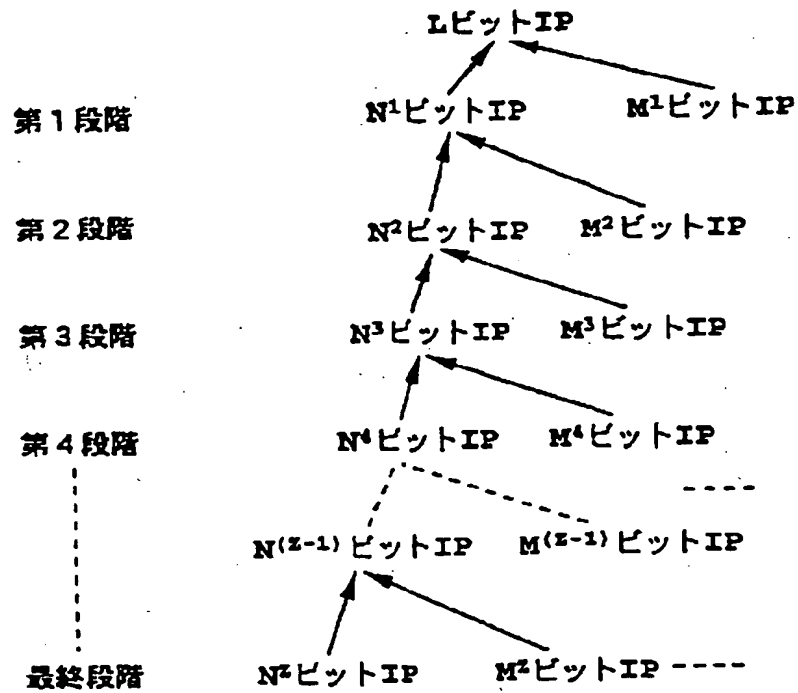 LビットIP
第1段階 N¹ビットIP M¹ビットIP
第2段階 N²ビットIP M²ビットIP
第3段階 N³ビットIP M³ビットIP
第4段階 N⁴ビットIP M⁴ビットIP
N⁽ᶻ⁻¹⁾ビットIP M⁽ᶻ⁻¹⁾ビットIP
最終段階 NᶻビットIP MᶻビットIP